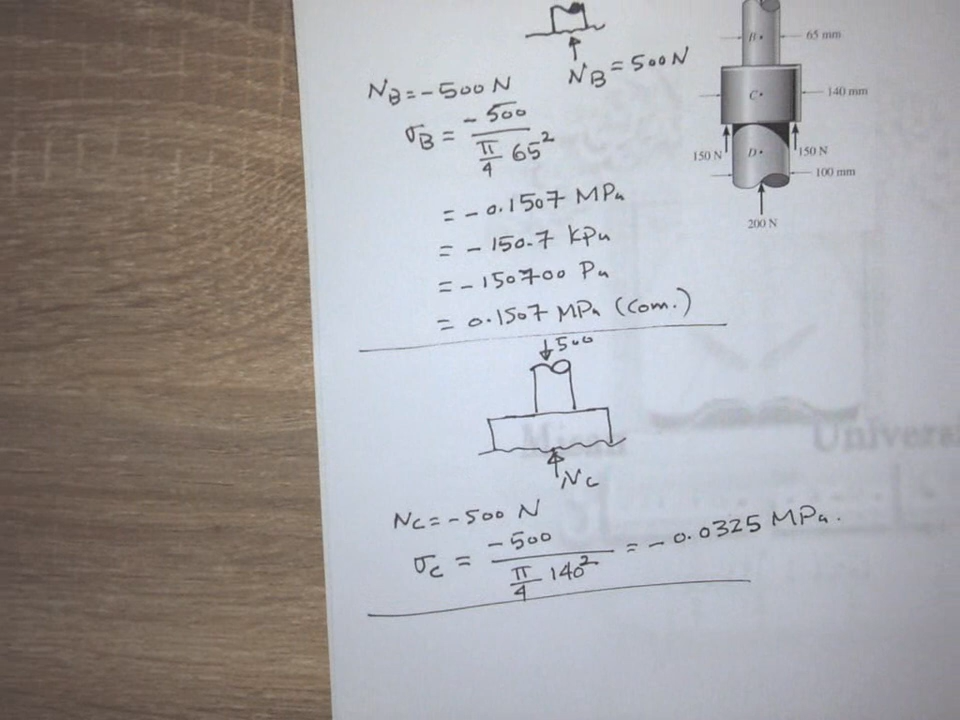 N_B = 500 N
N_B = -500 N
σ_B = -500 / (π/4 65²)
= -0.1507 MPa
= -150.7 kPa
= -150700 Pa
= 0.1507 MPa (com.)
B
65 mm
C
140 mm
150 N
D
150 N
100 mm
200 N
500
N_C
N_C = -500 N
σ_C = -500 / (π/4 140²) = -0.0325 MPa.